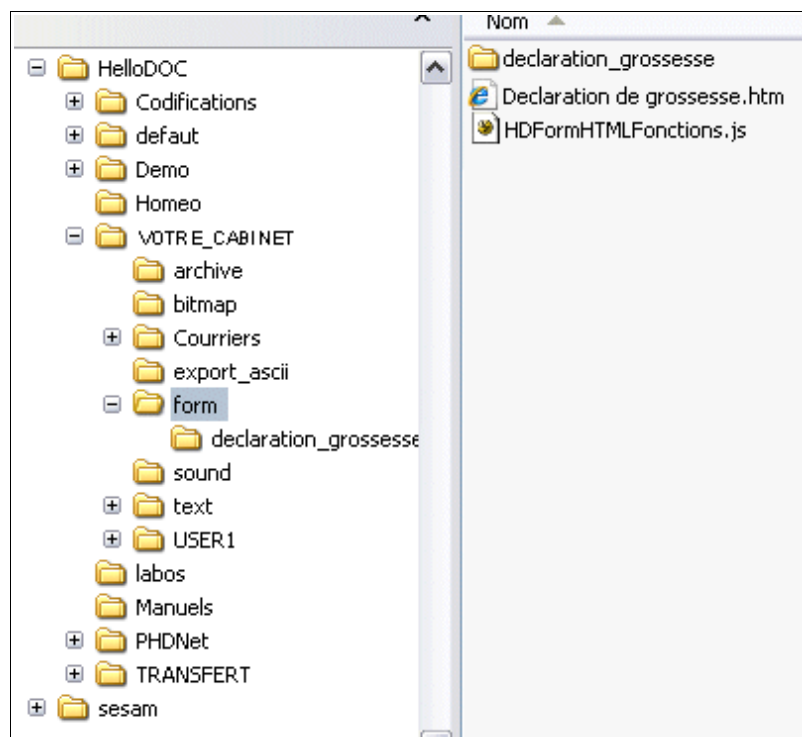 HelloDOC
Codifications
defaut
Demo
Homeo
VOTRE_CABINET
archive
bitmap
Courriers
export_ascii
form
declaration_grossesse
sound
text
USER1
labos
Manuels
PHDNet
TRANSFERT
sesam
Nom
declaration_grossesse
Declaration de grossesse.htm
HDFormHTMLFonctions.js